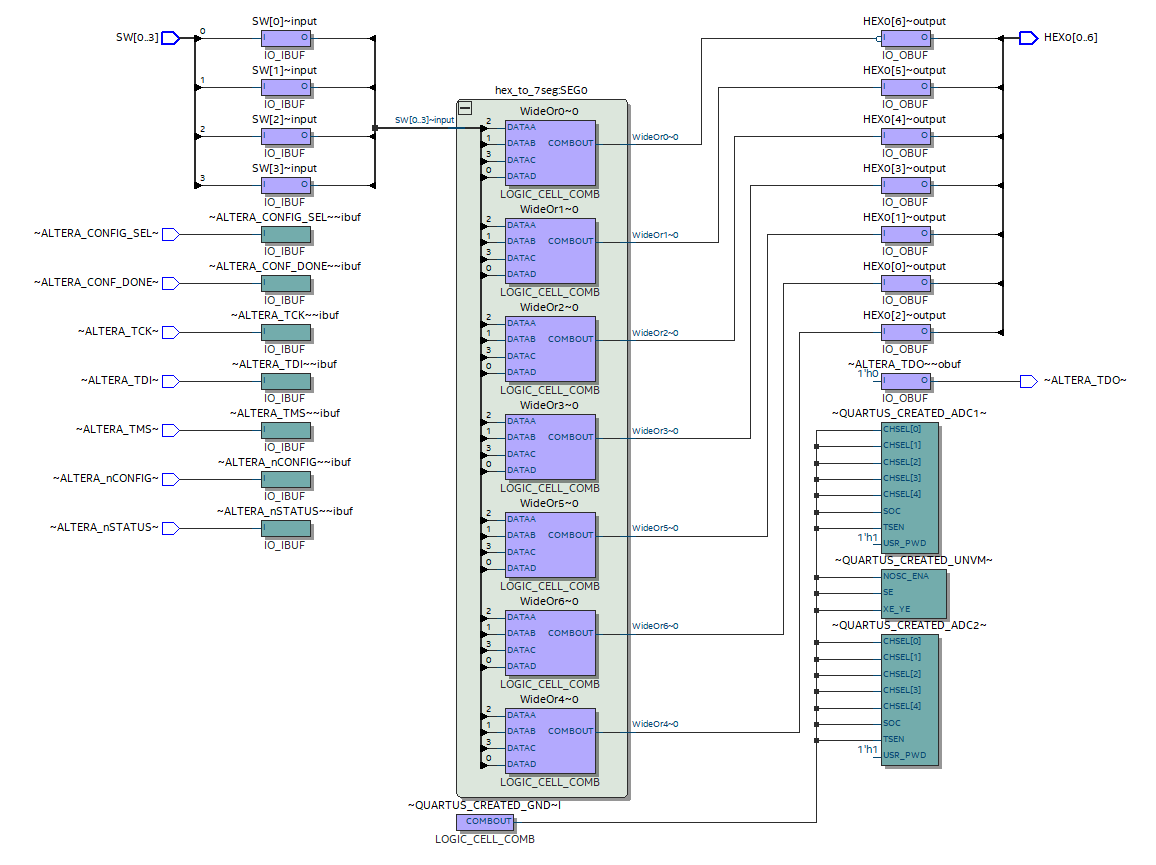 SW[0..3]
0
SW[0]~input
I
O
IO_IBUF
1
SW[1]~input
I
O
IO_IBUF
2
SW[2]~input
I
O
IO_IBUF
3
SW[3]~input
I
O
IO_IBUF
~ALTERA_CONFIG_SEL~
~ALTERA_CONFIG_SEL~~ibuf
I
IO_IBUF
~ALTERA_CONF_DONE~
~ALTERA_CONF_DONE~~ibuf
I
IO_IBUF
~ALTERA_TCK~
~ALTERA_TCK~~ibuf
I
IO_IBUF
~ALTERA_TDI~
~ALTERA_TDI~~ibuf
I
IO_IBUF
~ALTERA_TMS~
~ALTERA_TMS~~ibuf
I
IO_IBUF
~ALTERA_nCONFIG~
~ALTERA_nCONFIG~~ibuf
I
IO_IBUF
~ALTERA_nSTATUS~
~ALTERA_nSTATUS~~ibuf
I
IO_IBUF
SW[0..3]~input
hex_to_7seg:SEG0
WideOr0~0
2 DATAA
1 DATAB COMBOUT
3 DATAC
0 DATAD
LOGIC_CELL_COMB
WideOr0~0
WideOr1~0
2 DATAA
1 DATAB COMBOUT
3 DATAC
0 DATAD
LOGIC_CELL_COMB
WideOr1~0
WideOr2~0
2 DATAA
1 DATAB COMBOUT
3 DATAC
0 DATAD
LOGIC_CELL_COMB
WideOr2~0
WideOr3~0
2 DATAA
1 DATAB COMBOUT
3 DATAC
0 DATAD
LOGIC_CELL_COMB
WideOr3~0
WideOr5~0
2 DATAA
1 DATAB COMBOUT
3 DATAC
0 DATAD
LOGIC_CELL_COMB
WideOr5~0
WideOr6~0
2 DATAA
1 DATAB COMBOUT
3 DATAC
0 DATAD
LOGIC_CELL_COMB
WideOr6~0
WideOr4~0
2 DATAA
1 DATAB COMBOUT
3 DATAC
0 DATAD
LOGIC_CELL_COMB
WideOr4~0
~QUARTUS_CREATED_GND~I
COMBOUT
LOGIC_CELL_COMB
HEX0[6]~output
I
O
IO_OBUF
HEX0[0..6]
HEX0[5]~output
I
O
IO_OBUF
HEX0[4]~output
I
O
IO_OBUF
HEX0[3]~output
I
O
IO_OBUF
HEX0[1]~output
I
O
IO_OBUF
HEX0[0]~output
I
O
IO_OBUF
HEX0[2]~output
I
O
IO_OBUF
~ALTERA_TDO~~obuf
1'h0
I
O
IO_OBUF
~ALTERA_TDO~
~QUARTUS_CREATED_ADC1~
CHSEL[0]
CHSEL[1]
CHSEL[2]
CHSEL[3]
CHSEL[4]
SOC
TSEN
1'h1 USR_PWD
~QUARTUS_CREATED_UNVM~
NOSC_ENA
SE
XE_YE
~QUARTUS_CREATED_ADC2~
CHSEL[0]
CHSEL[1]
CHSEL[2]
CHSEL[3]
CHSEL[4]
SOC
TSEN
1'h1 USR_PWD